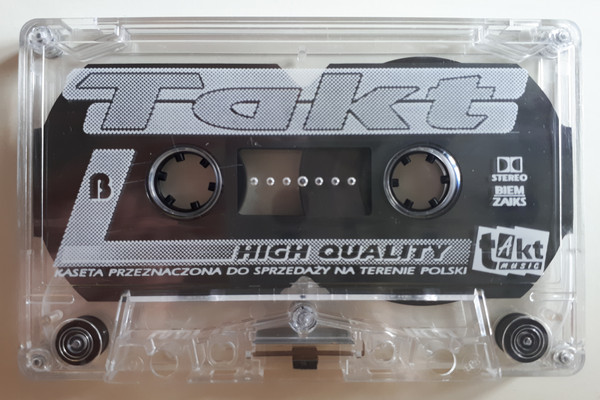 Takt
B
STEREO
BIEM
ZAIKS
HIGH QUALITY
takt
MUSIC
KASETA PRZEZNACZONA DO SPRZEDAŻY NA TERENIE POLSKI